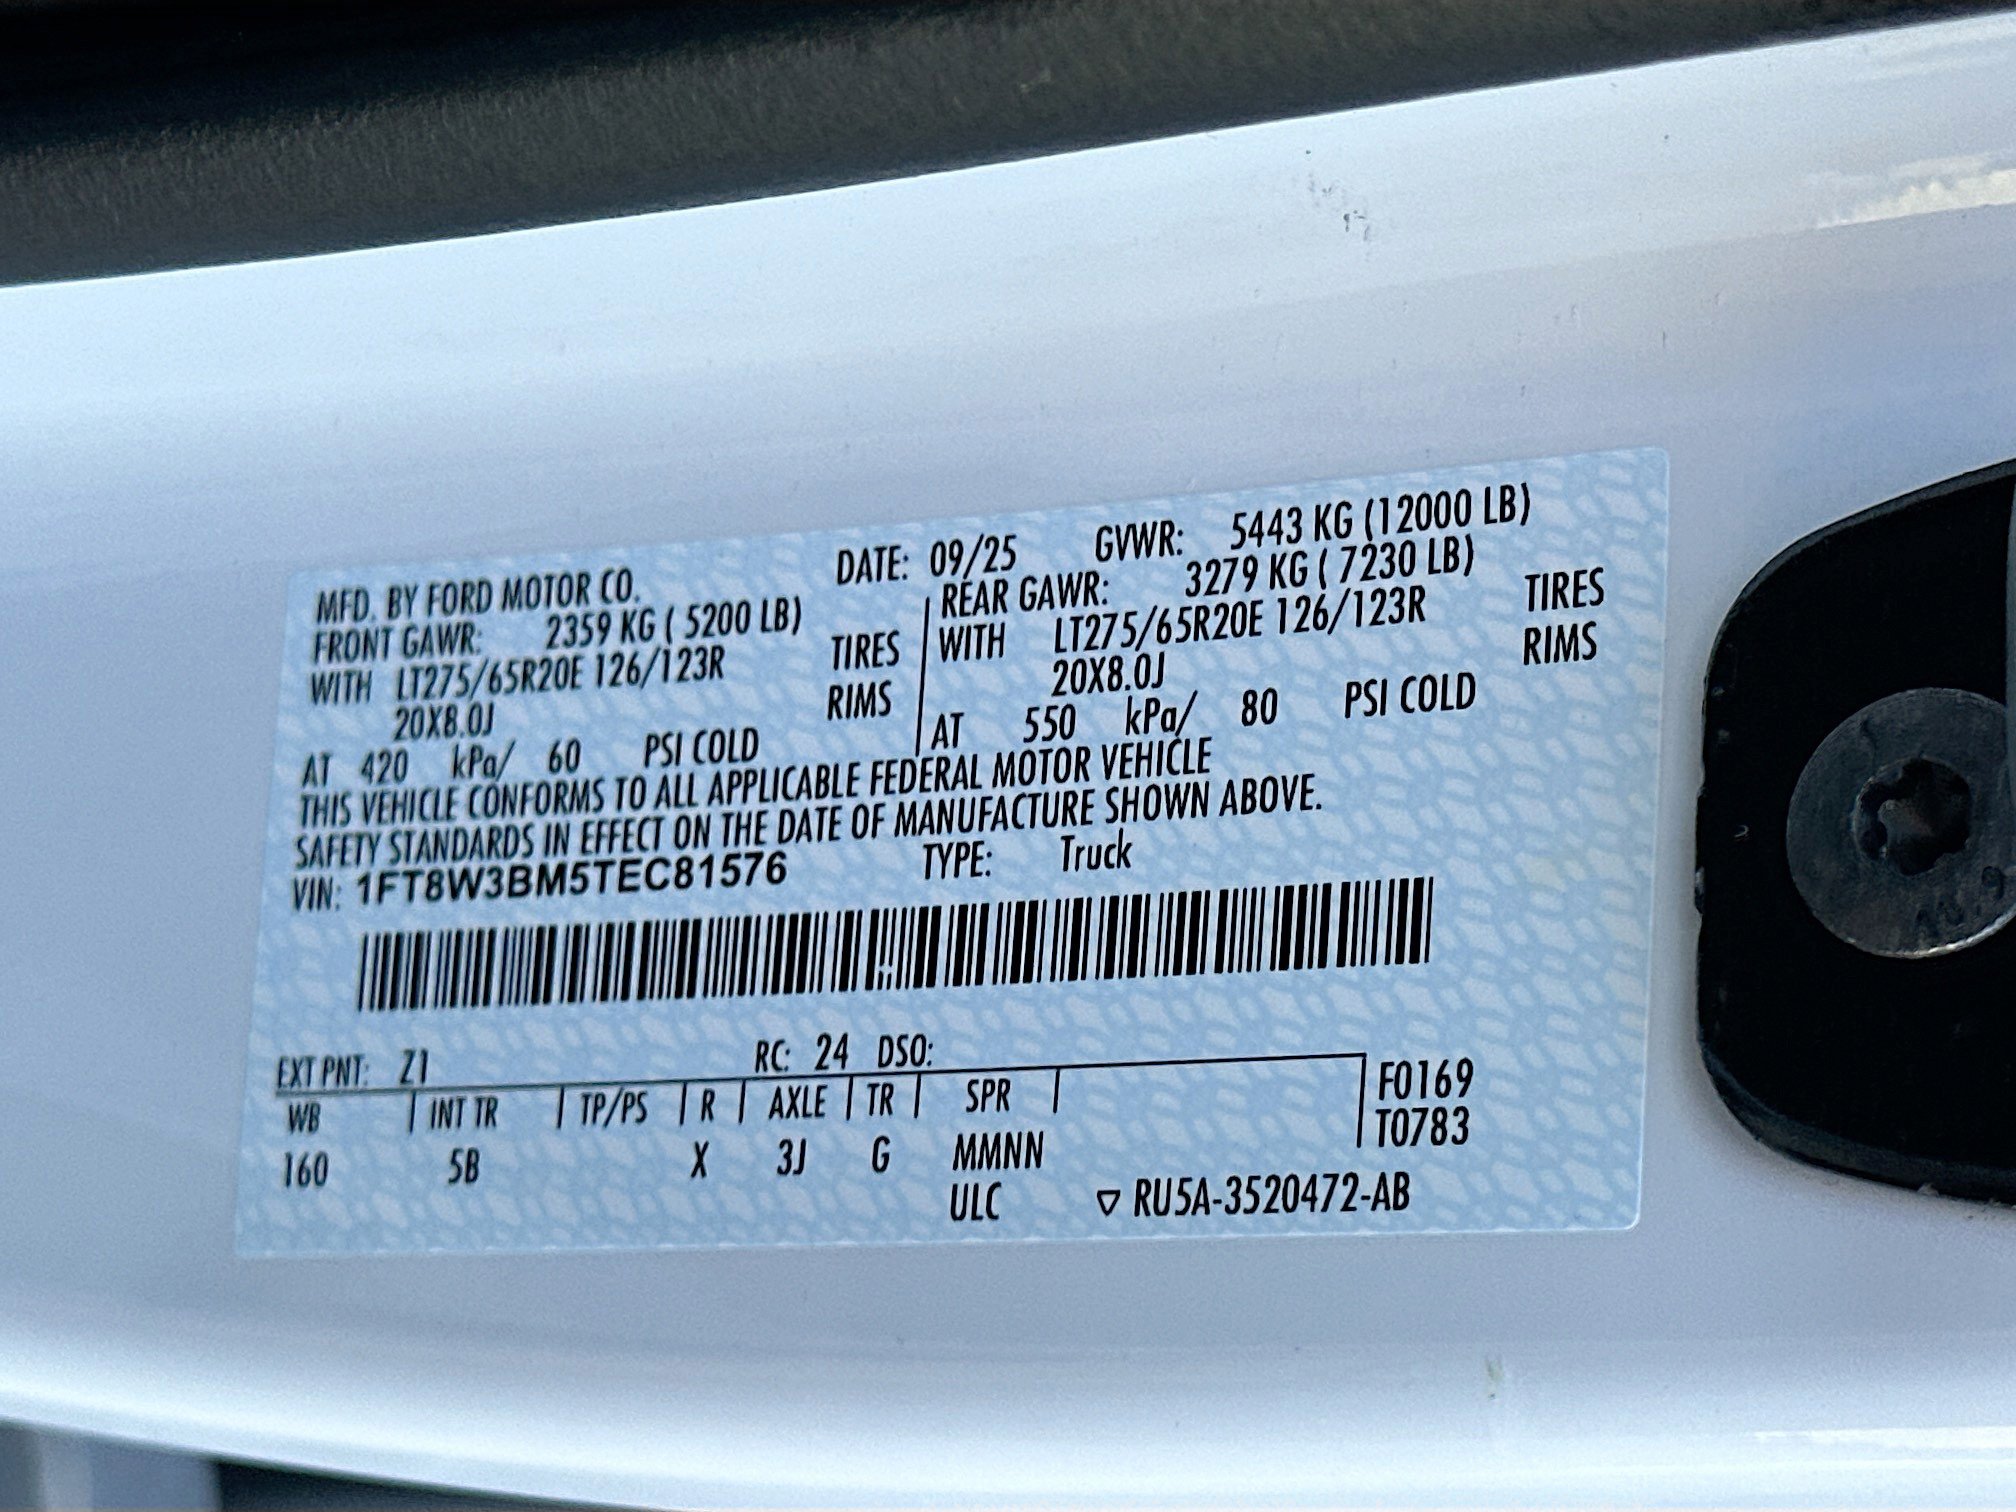 MFD. BY FORD MOTOR CO. DATE: 09/25 GVWR: 5443 KG (12000 LB)
FRONT GAWR: 2359 KG ( 5200 LB) REAR GAWR: 3279 KG ( 7230 LB)
WITH LT275/65R20E 126/123R TIRES WITH LT275/65R20E 126/123R TIRES
20X8.0J RIMS 20X8.0J RIMS
AT 420 kPa/ 60 PSI COLD AT 550 kPa/ 80 PSI COLD
THIS VEHICLE CONFORMS TO ALL APPLICABLE FEDERAL MOTOR VEHICLE
SAFETY STANDARDS IN EFFECT ON THE DATE OF MANUFACTURE SHOWN ABOVE.
VIN: 1FT8W3BM5TEC81576 TYPE: Truck
EXT PNT: Z1 RC: 24 DSO:
WB INT TR TP/PS R AXLE TR SPR F0169
T0783
160 5B X 3J G MMNN
ULC ▽ RU5A-3520472-AB